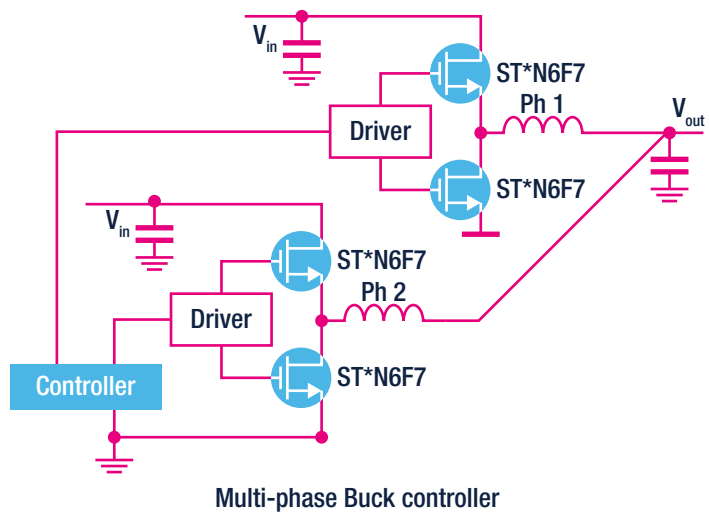 Vin
ST*N6F7
Ph 1
Vout
Driver
ST*N6F7
Vin
ST*N6F7
Ph 2
Driver
ST*N6F7
Controller
Multi-phase Buck controller